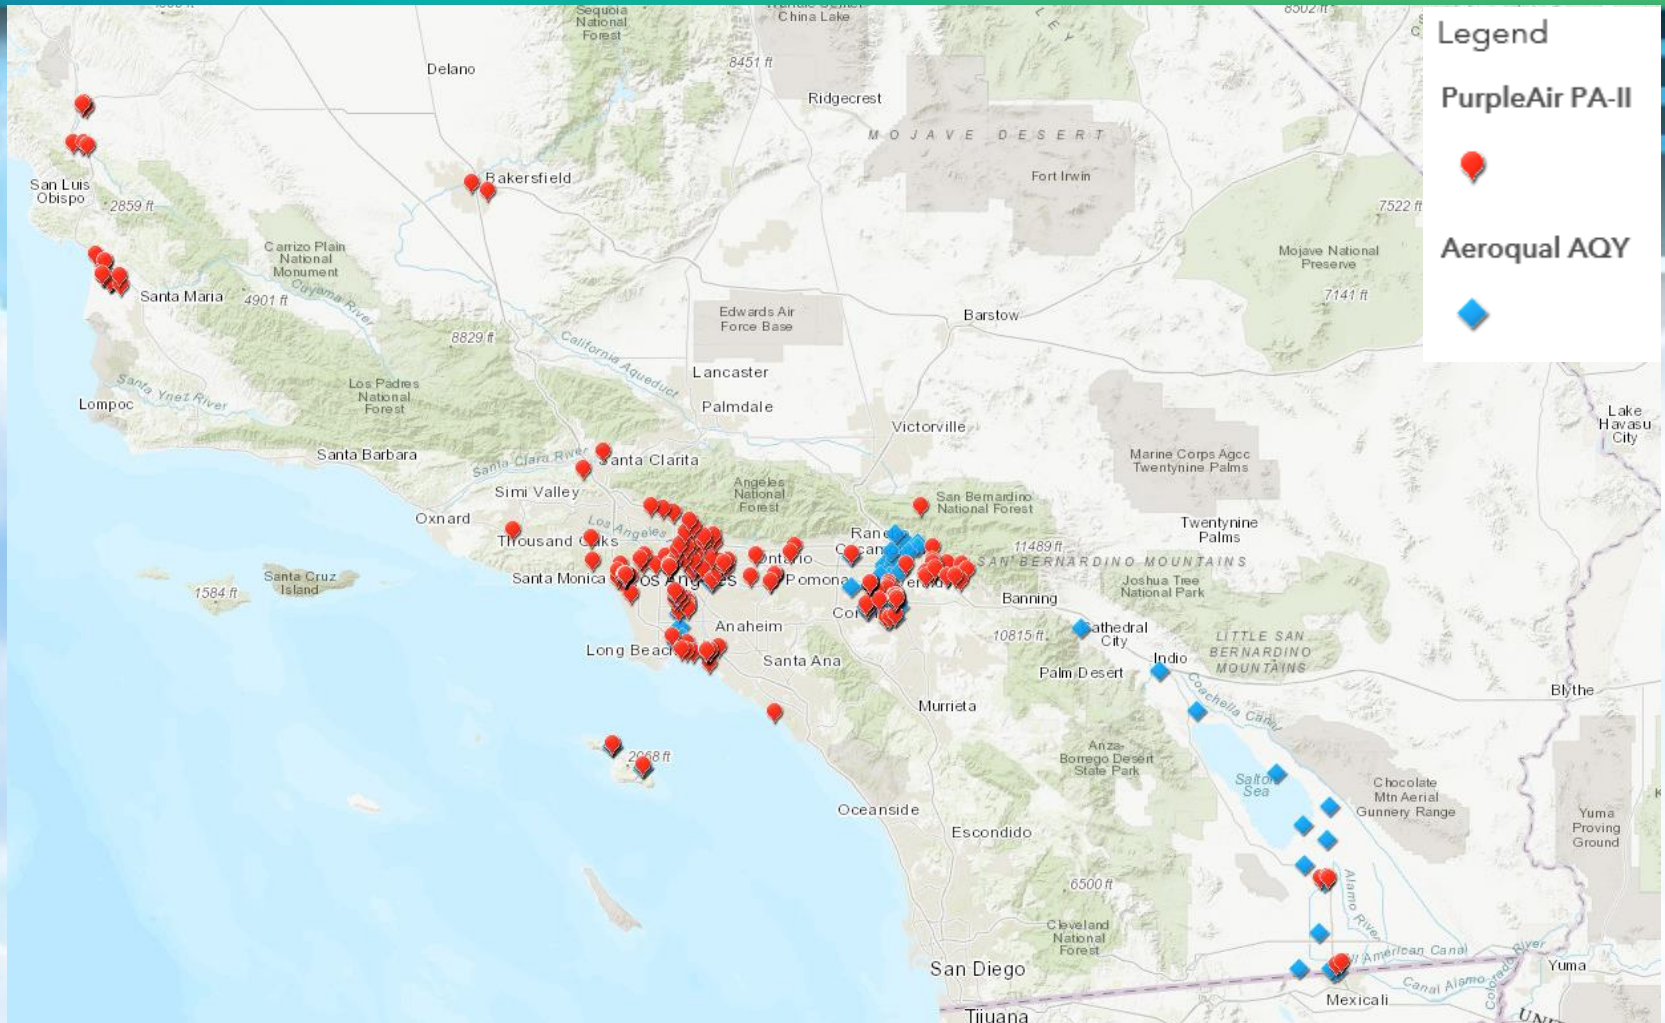 Sequoia
National
Forest
China Lake
8502 ft
Legend
PurpleAir PA-II
Aeroqual AQY
Delano
8451 ft
Ridgecrest
MOJAVE DESERT
Fort Irwin
Bakersfield
San Luis
Obispo
2859 ft
7522 ft
Carrizo Plain
National
Monument
Cuyama River
Mojave National
Preserve
7141 ft
Santa Maria
4901 ft
Edwards Air
Force Base
Barstow
8829 ft
California Aqueduct
Lancaster
Los Padres
National
Forest
Santa Ynez River
Lompoc
Palmdale
Victorville
Lake
Havasu
City
Santa Barbara
Santa Clara River
Santa Clarita
Marine Corps Agcc
Twentynine Palms
Simi Valley
Angeles
National
Forest
San Bernardino
National Forest
Oxnard
Los Angeles
Twentynine
Palms
Thousand Oaks
Ontario
11489 ft
SAN BERNARDINO MOUNTAINS
Santa Cruz
Island
1584 ft
Santa Monica
Los Angeles
Pomona
Joshua Tree
National Park
Banning
Anaheim
10815 ft
Cathedral
City
LITTLE SAN
BERNARDINO
MOUNTAINS
Long Beach
Santa Ana
Palm Desert
Indio
Coachella Canal
Blythe
Murrieta
Anza-
Borrego Desert
State Park
2068 ft
Salton
Sea
Chocolate
Mtn Aerial
Gunnery Range
Oceanside
Escondido
Yuma
Proving
Ground
6500 ft
Alamo River
Cleveland
National
Forest
San Diego
American Canal
Colorado River
Yuma
Canal Alamo
Mexicali
Tijuana